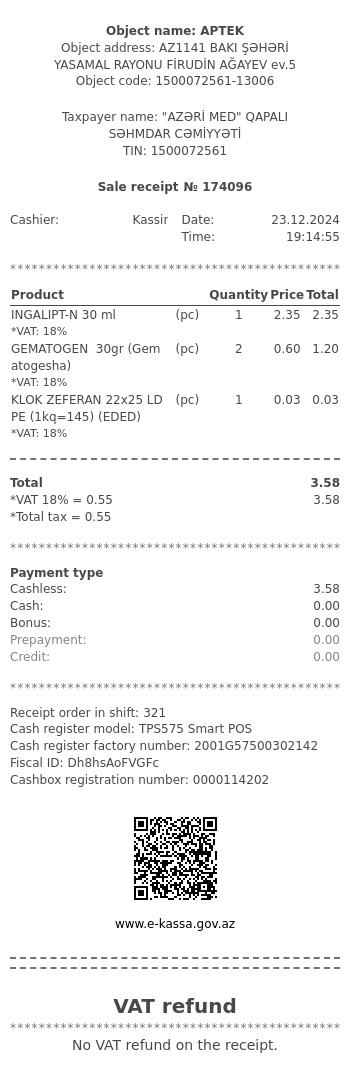 Object name: APTEK
Object address: AZ1141 BAKI ŞƏHƏRİ
YASAMAL RAYONU FİRUDİN AĞAYEV ev.5
Object code: 1500072561-13006
Taxpayer name: "AZƏRİ MED" QAPALI
SƏHMDAR CƏMİYYƏTİ
TIN: 1500072561
Sale receipt № 174096
Cashier: Kassir Date: 23.12.2024
Time: 19:14:55
********************************************
Product Quantity Price Total
INGALIPT-N 30 ml (pc) 1 2.35 2.35
*VAT: 18%
GEMATOGEN 30gr (Gem (pc) 2 0.60 1.20
atogesha)
*VAT: 18%
KLOK ZEFERAN 22x25 LD (pc) 1 0.03 0.03
PE (1kq=145) (EDED)
*VAT: 18%
Total 3.58
*VAT 18% = 0.55 3.58
*Total tax = 0.55
********************************************
Payment type
Cashless: 3.58
Cash: 0.00
Bonus: 0.00
Prepayment: 0.00
Credit: 0.00
********************************************
Receipt order in shift: 321
Cash register model: TPS575 Smart POS
Cash register factory number: 2001G57500302142
Fiscal ID: Dh8hsAoFVGFc
Cashbox registration number: 0000114202
www.e-kassa.gov.az
VAT refund
********************************************
No VAT refund on the receipt.